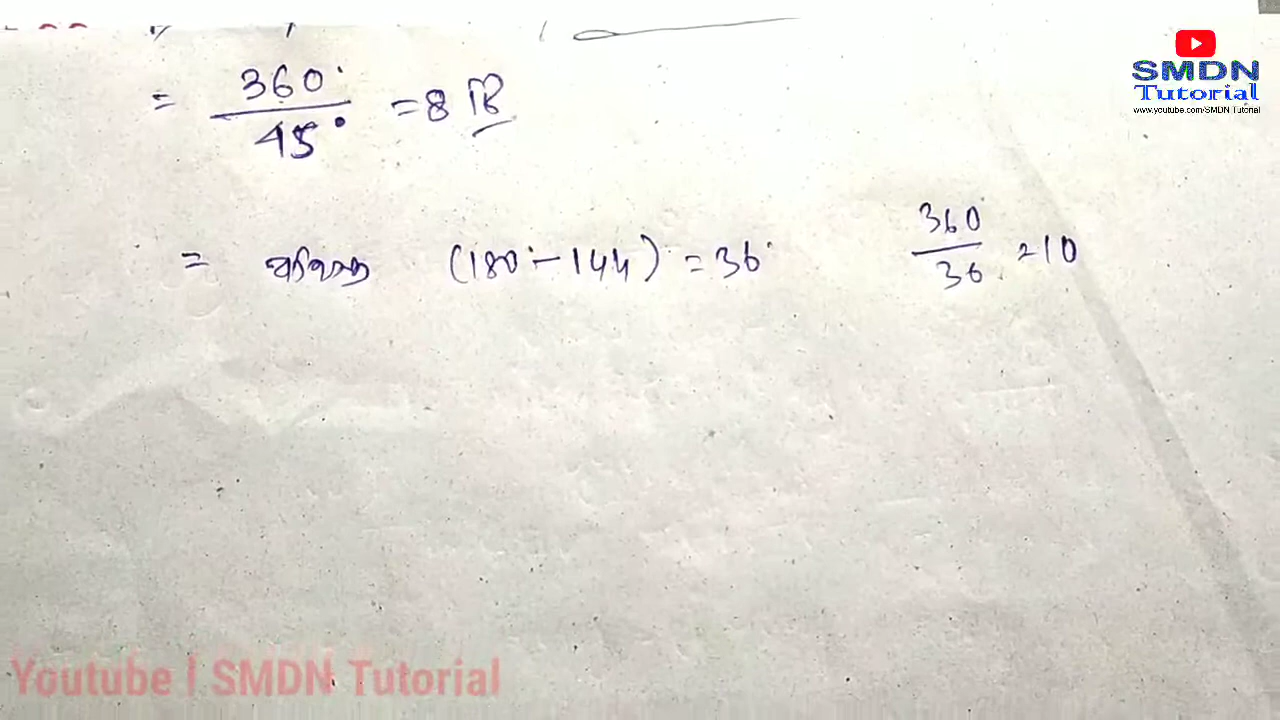 SMDN
Tutorial
www.youtube.com/SMDN Tutorial
= 360° / 45° = 8 টি
= (180° - 144) = 36°
360 / 36 = 10
Youtube | SMDN Tutorial